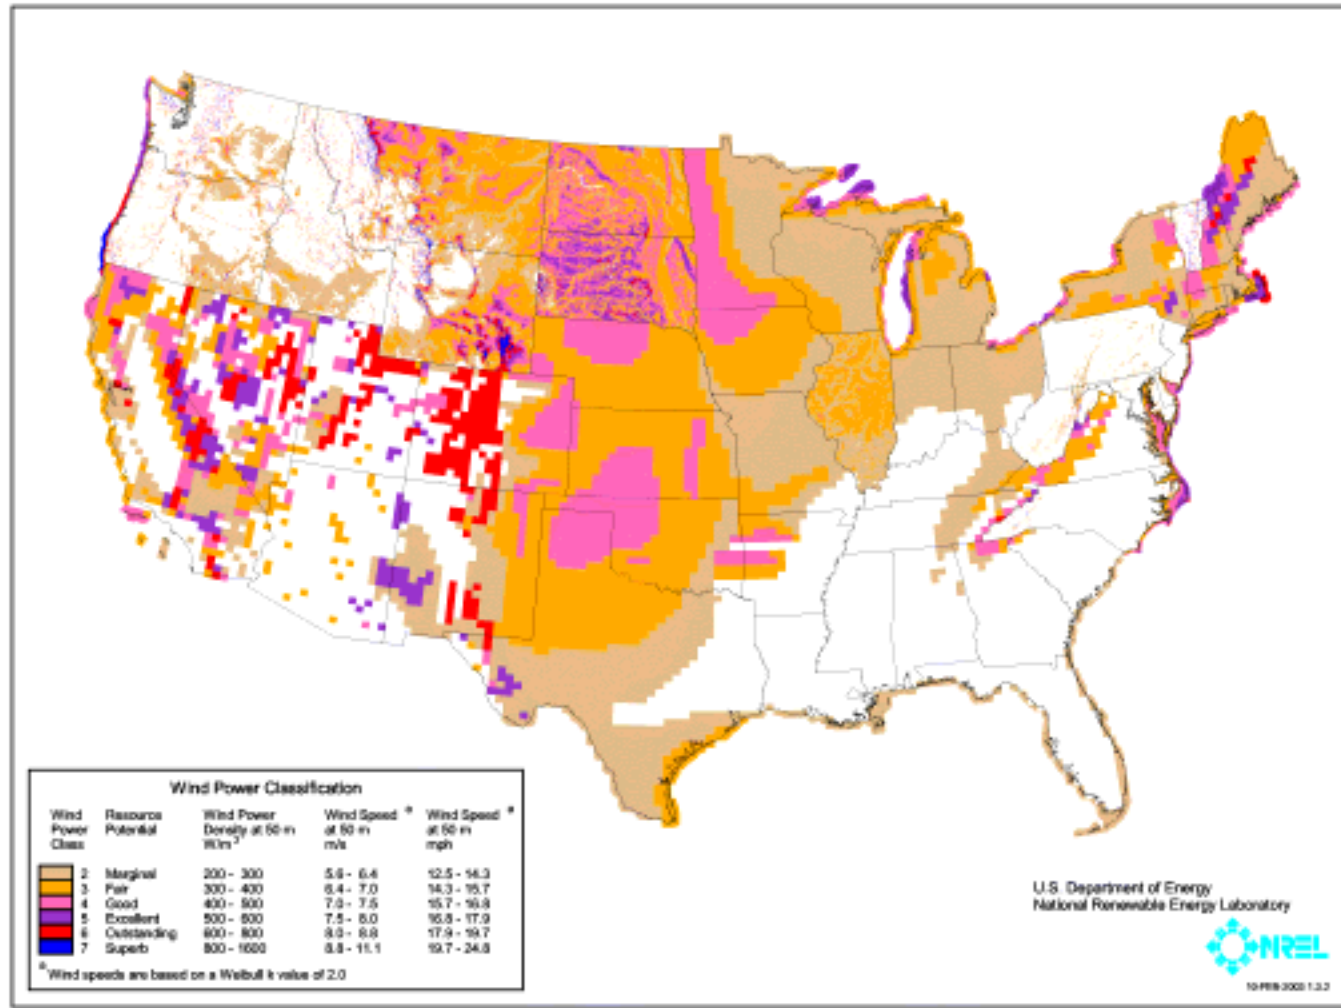 Wind Power Classification
Wind Power Class Resource Potential Wind Power Density at 50 m W/m² Wind Speed ª at 50 m m/s Wind Speed ª at 50 m mph
2 Marginal 200 - 300 5.6 - 6.4 12.5 - 14.3
3 Fair 300 - 400 6.4 - 7.0 14.3 - 15.7
4 Good 400 - 500 7.0 - 7.5 15.7 - 16.8
5 Excellent 500 - 600 7.5 - 8.0 16.8 - 17.9
6 Outstanding 600 - 800 8.0 - 8.8 17.9 - 19.7
7 Superb 800 - 1600 8.8 - 11.1 19.7 - 24.8
ª Wind speeds are based on a Weibull k value of 2.0
U.S. Department of Energy
National Renewable Energy Laboratory
NREL